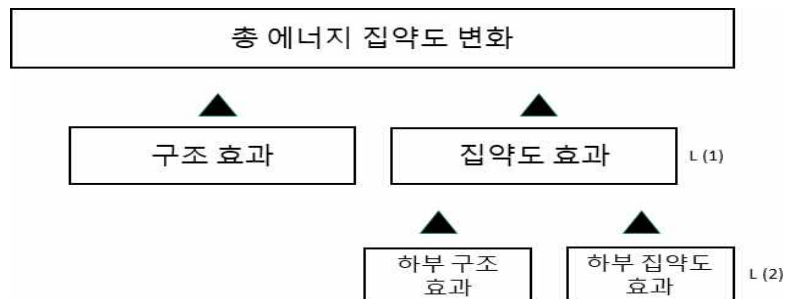 총 에너지 집약도 변화
구조 효과
집약도 효과
L (1)
하부 구조
효과
하부 집약도
효과
L (2)